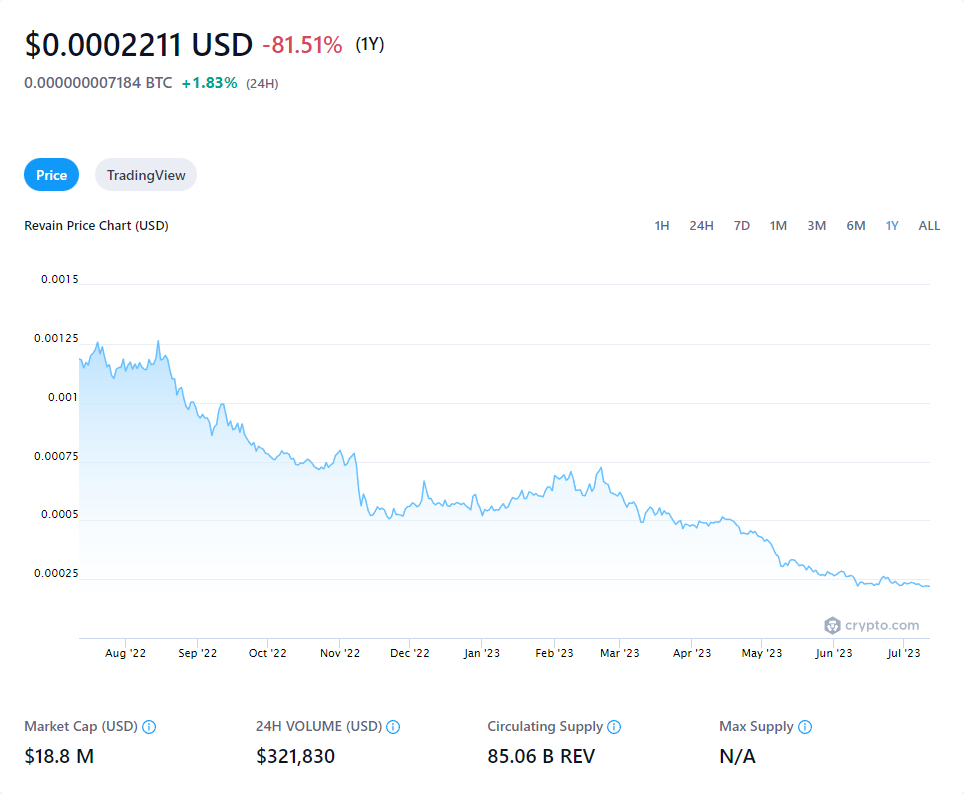 $0.0002211 USD -81.51% (1Y)
0.000000007184 BTC +1.83% (24H)
Price TradingView
Revain Price Chart (USD) 1H 24H 7D 1M 3M 6M 1Y ALL
0.0015
0.00125
0.001
0.00075
0.0005
0.00025
crypto.com
Aug '22 Sep '22 Oct '22 Nov '22 Dec '22 Jan '23 Feb '23 Mar '23 Apr '23 May '23 Jun '23 Jul '23
Market Cap (USD) 24H VOLUME (USD) Circulating Supply Max Supply
$18.8 M $321,830 85.06 B REV N/A